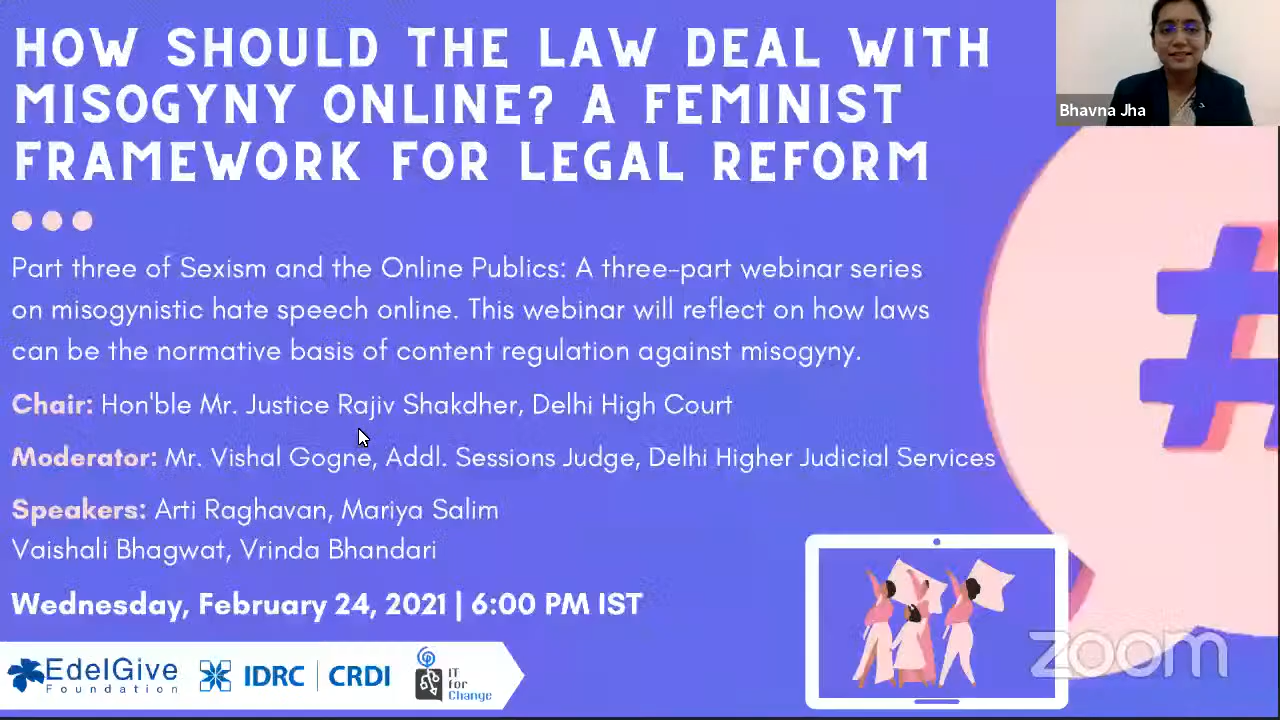 HOW SHOULD THE LAW DEAL WITH
MISOGYNY ONLINE? A FEMINIST
FRAMEWORK FOR LEGAL REFORM
Bhavna Jha
Part three of Sexism and the Online Publics: A three-part webinar series
on misogynistic hate speech online. This webinar will reflect on how laws
can be the normative basis of content regulation against misogyny.
#
Chair: Hon'ble Mr. Justice Rajiv Shakdher, Delhi High Court
Moderator: Mr. Vishal Gogne, Addl. Sessions Judge, Delhi Higher Judicial Services
Speakers: Arti Raghavan, Mariya Salim
Vaishali Bhagwat, Vrinda Bhandari
Wednesday, February 24, 2021 | 6:00 PM IST
EdelGive
Foundation
IDRC | CRDI
IT
for
Change
zoom